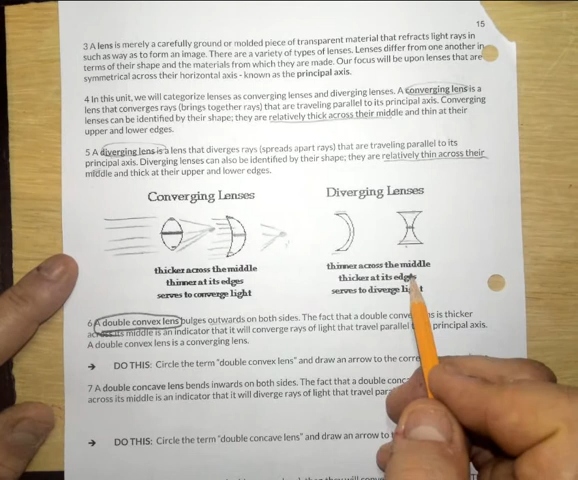 15
3 A lens is merely a carefully ground or molded piece of transparent material that refracts light rays in
such as way as to form an image. There are a variety of types of lenses. Lenses differ from one another in
terms of their shape and the materials from which they are made. Our focus will be upon lenses that are
symmetrical across their horizontal axis - known as the principal axis.
4 In this unit, we will categorize lenses as converging lenses and diverging lenses. A converging lens is a
lens that converges rays (brings together rays) that are traveling parallel to its principal axis. Converging
lenses can be identified by their shape; they are relatively thick across their middle and thin at their
upper and lower edges.
5 A diverging lens is a lens that diverges rays (spreads apart rays) that are traveling parallel to its
principal axis. Diverging lenses can also be identified by their shape; they are relatively thin across their
middle and thick at their upper and lower edges.
Converging Lenses
Diverging Lenses
thicker across the middle
thinner at its edges
serves to converge light
thinner across the middle
thicker at its edges
serves to diverge light
6 A double convex lens bulges outwards on both sides. The fact that a double is thicker
across its middle is an indicator that it will converge rays of light that travel parallel principal axis.
A double convex lens is a converging lens.
→ DO THIS: Circle the term "double convex lens" and draw an arrow to the
7 A double concave lens bends inwards on both sides. The fact that a double
across its middle is an indicator that it will diverge rays of light that travel
→ DO THIS: Circle the term "double concave lens" and draw an arrow to